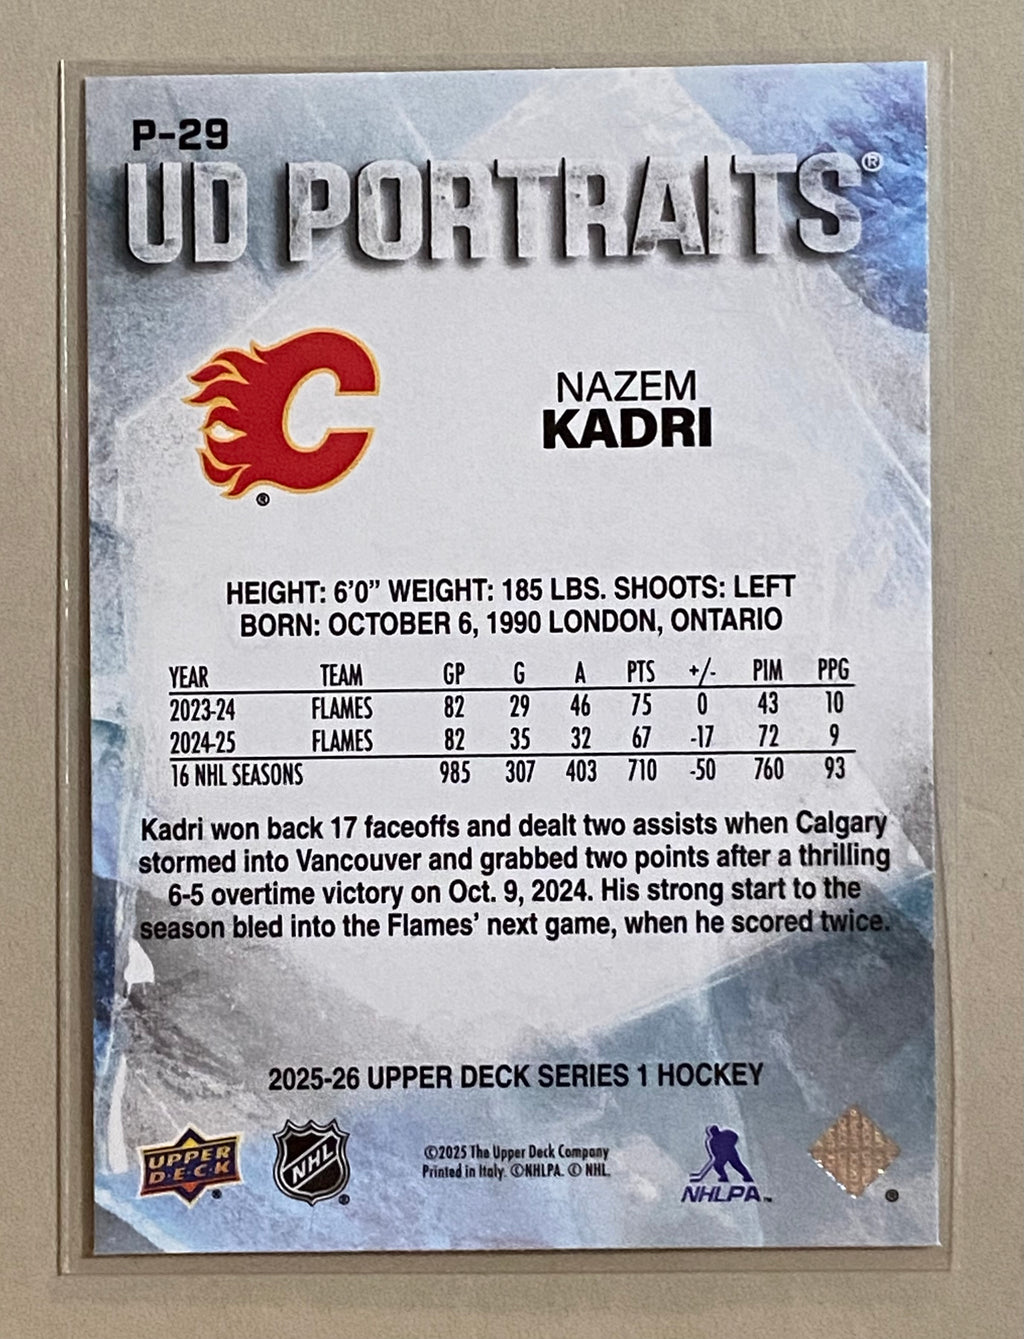 P-29
UD PORTRAITS®
®
NAZEM
KADRI
HEIGHT: 6'0" WEIGHT: 185 LBS. SHOOTS: LEFT
BORN: OCTOBER 6, 1990 LONDON, ONTARIO
YEAR TEAM GP G A PTS +/- PIM PPG
2023-24 FLAMES 82 29 46 75 0 43 10
2024-25 FLAMES 82 35 32 67 -17 72 9
16 NHL SEASONS 985 307 403 710 -50 760 93
Kadri won back 17 faceoffs and dealt two assists when Calgary
stormed into Vancouver and grabbed two points after a thrilling
6-5 overtime victory on Oct. 9, 2024. His strong start to the
season bled into the Flames' next game, when he scored twice.
2025-26 UPPER DECK SERIES 1 HOCKEY
UPPER
D·E·C·K
®
NHL
®
©2025 The Upper Deck Company
Printed in Italy. ©NHLPA. © NHL.
NHLPA™
®